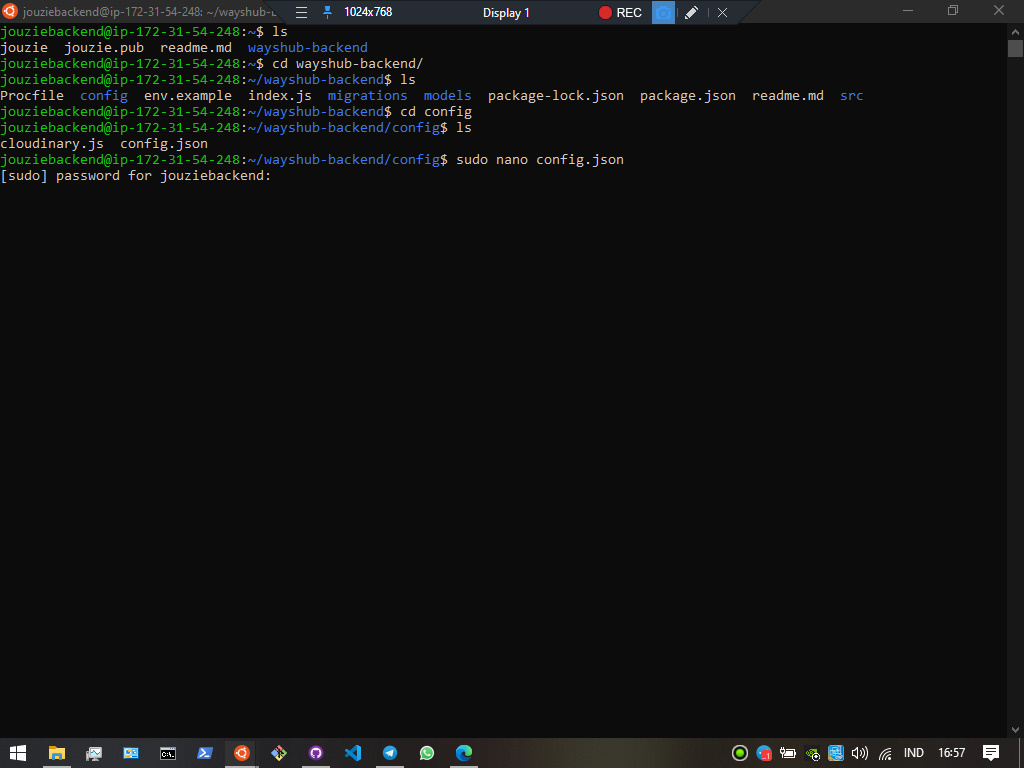 jouziebackend@ip-172-31-54-248: ~/wayshub-
1024x768
Display 1
REC
jouziebackend@ip-172-31-54-248:~$ ls
jouzie  jouzie.pub  readme.md  wayshub-backend
jouziebackend@ip-172-31-54-248:~$ cd wayshub-backend/
jouziebackend@ip-172-31-54-248:~/wayshub-backend$ ls
Procfile  config  env.example  index.js  migrations  models  package-lock.json  package.json  readme.md  src
jouziebackend@ip-172-31-54-248:~/wayshub-backend$ cd config
jouziebackend@ip-172-31-54-248:~/wayshub-backend/config$ ls
cloudinary.js  config.json
jouziebackend@ip-172-31-54-248:~/wayshub-backend/config$ sudo nano config.json
[sudo] password for jouziebackend:
IND
16:57